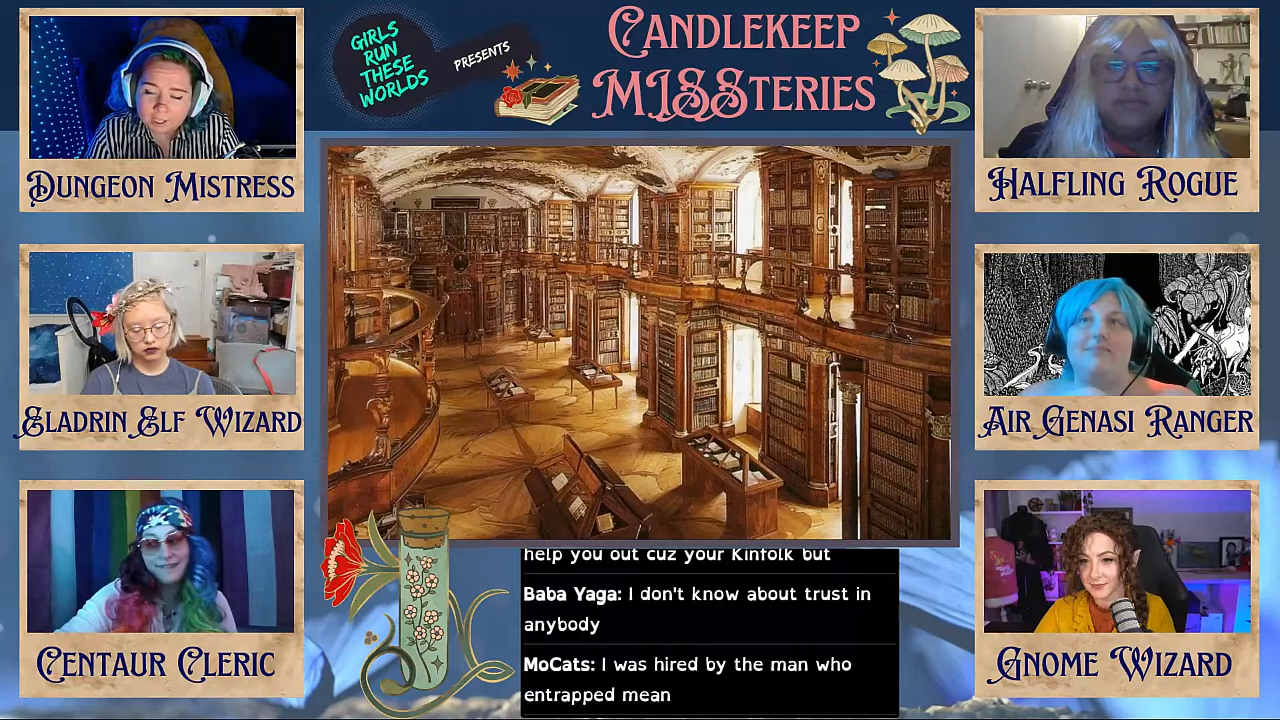 GIRLS
RUN
THESE
WORLDS
PRESENTS
CANDLEKEEP
MISSTERIES
DUNGEON MISTRESS
HALFLING ROGUE
ELADRIN ELF WIZARD
AIR GENASI RANGER
CENTAUR CLERIC
GNOME WIZARD
help you out cuz your Kinfolk but
Baba Yaga: I don't know about trust in
anybody
MoCats: I was hired by the man who
entrapped mean